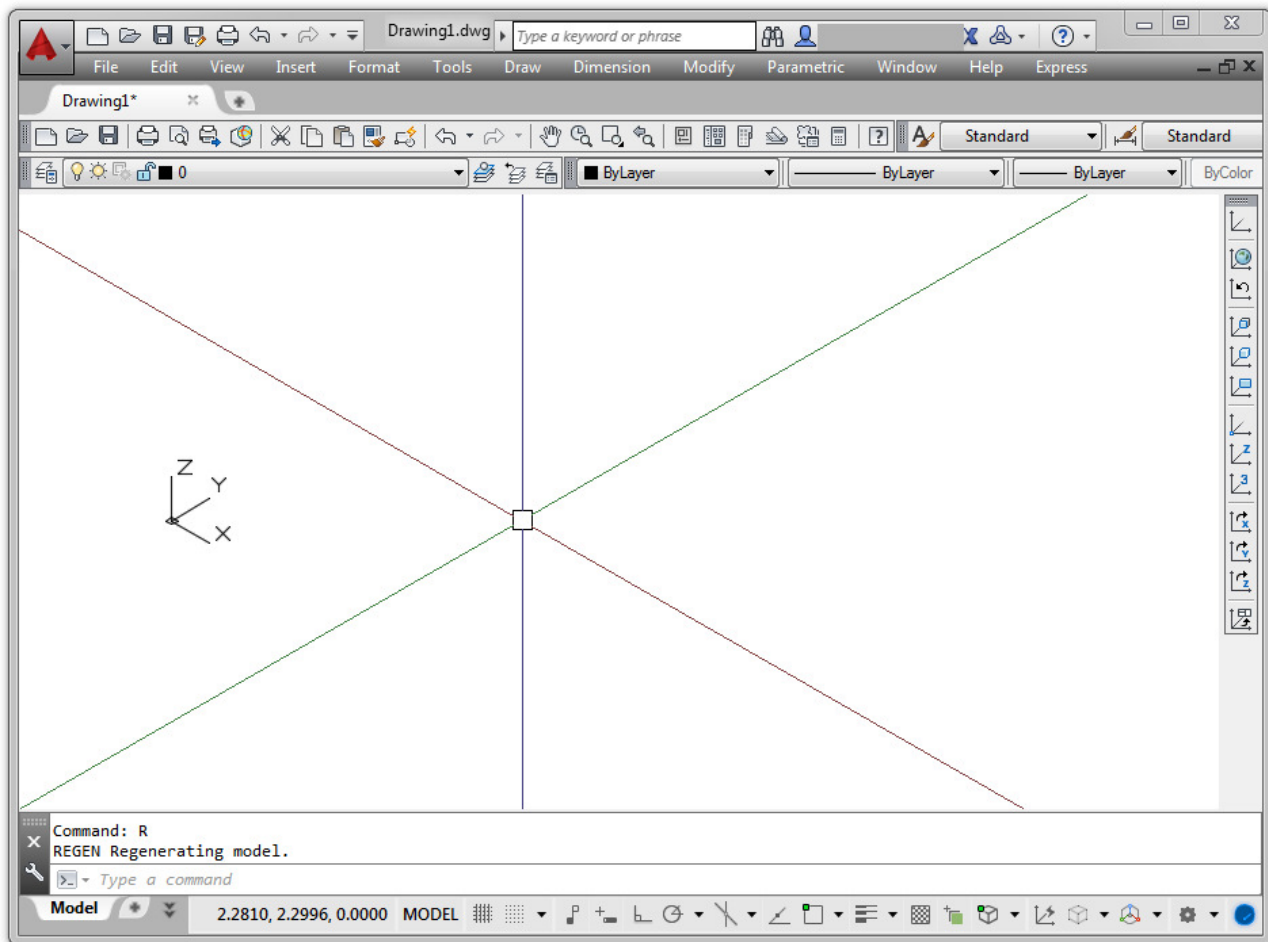 Drawing1.dwg Type a keyword or phrase
File Edit View Insert Format Tools Draw Dimension Modify Parametric Window Help Express
Drawing1*
Standard Standard
0 ByLayer ByLayer ByLayer ByColor
Z
Y
X
Z
3
X
Y
Z
Command: R
REGEN Regenerating model.
Type a command
Model 2.2810, 2.2996, 0.0000 MODEL